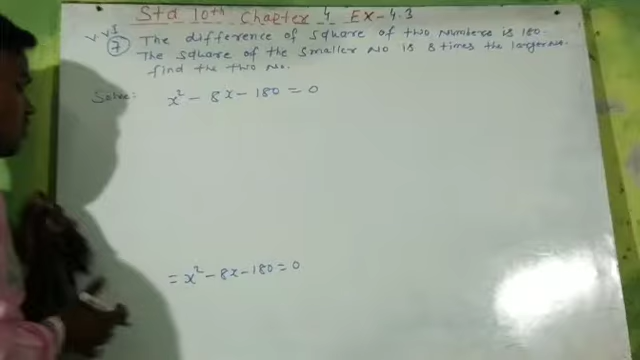 Std 10th Chapter 4 EX-4.3
V.V.I
(7) The difference of square of two numbers is 180.
The square of the smaller no is 8 times the larger no.
find the two no.
Solve: x² - 8x - 180 = 0
= x² - 8x - 180 = 0